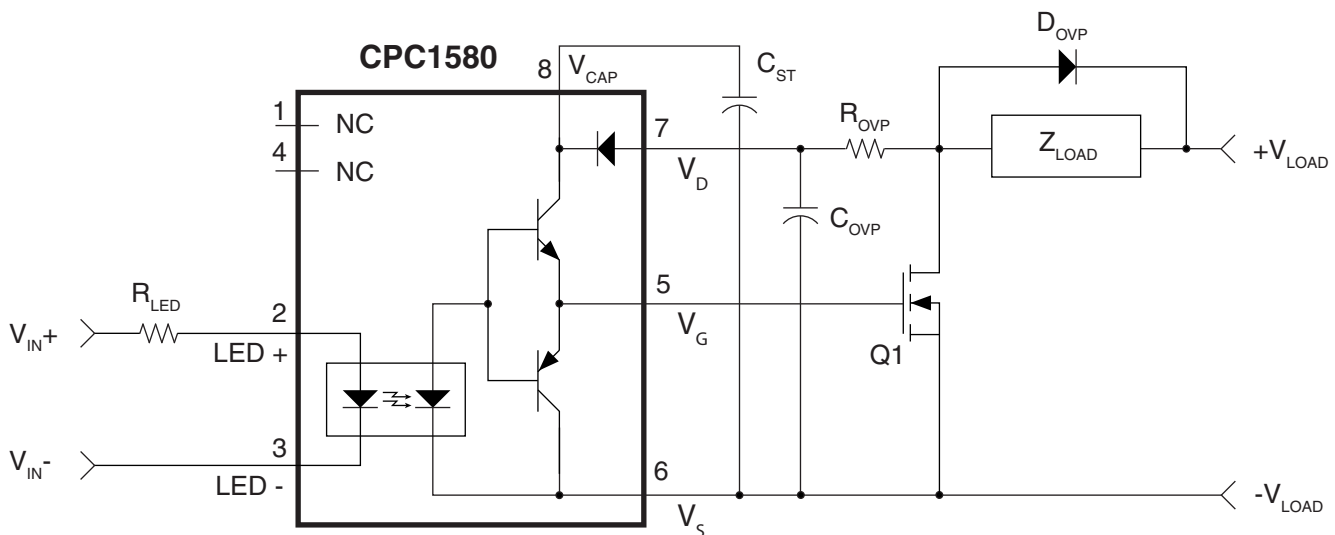 CPC1580
8
V_CAP
C_ST
D_OVP
1
NC
4
NC
7
V_D
R_OVP
Z_LOAD
+V_LOAD
C_OVP
R_LED
V_IN+
2
LED +
5
V_G
Q1
V_IN-
3
LED -
6
V_S
-V_LOAD